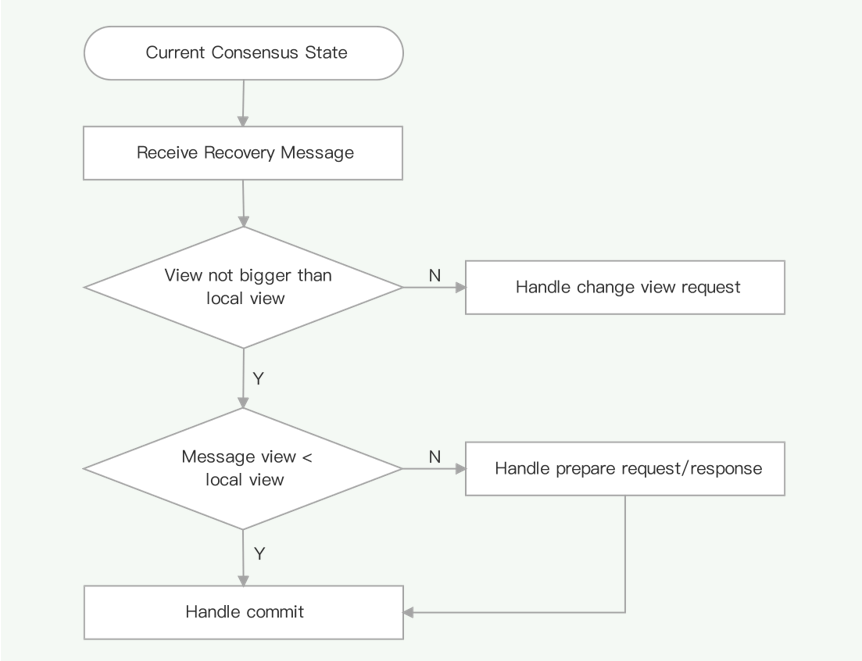 Current Consensus State
Receive Recovery Message
View not bigger than
local view
N
Handle change view request
Y
Message view <
local view
N
Handle prepare request/response
Y
Handle commit